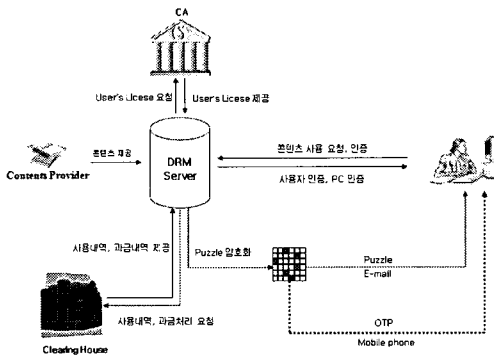 CA
User's Licese 요청
User's Licese 제공
콘텐츠 제공
Contents Provider
DRM
Server
콘텐츠 사용 요청, 인증
사용자 인증, PC 인증
사용내역, 과금내역 제공
Puzzle 암호화
Puzzle
E-mail
사용내역, 과금처리 요청
OTP
Mobile phone
Clearing House